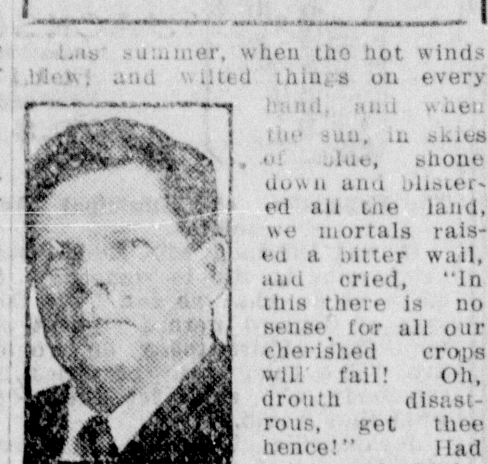 Las' summer, when the hot winds
blew, and wilted things on every
hand, and when
the sun, in skies
of blue, shone
down and blister-
ed all the land,
we mortals rais-
ed a bitter wail,
and cried, "In
this there is no
sense, for all our
cherished crops
will fail! Oh,
drouth disast-
rous, get thee
hence!" Had